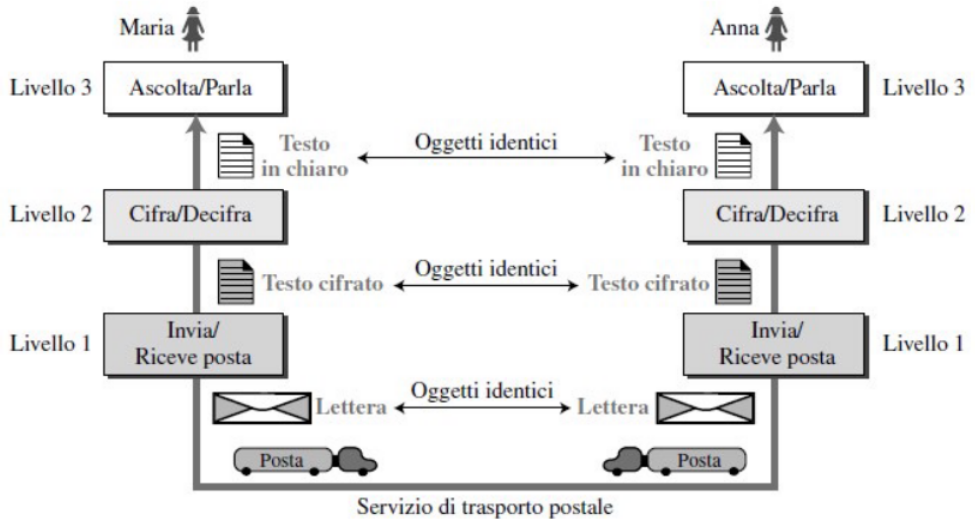 Maria
Anna
Livello 3
Ascolta/Parla
Ascolta/Parla
Livello 3
Testo
in chiaro
Oggetti identici
Testo
in chiaro
Livello 2
Cifra/Decifra
Cifra/Decifra
Livello 2
Testo cifrato
Oggetti identici
Testo cifrato
Livello 1
Invia/
Riceve posta
Invia/
Riceve posta
Livello 1
Lettera
Oggetti identici
Lettera
Posta
Posta
Servizio di trasporto postale